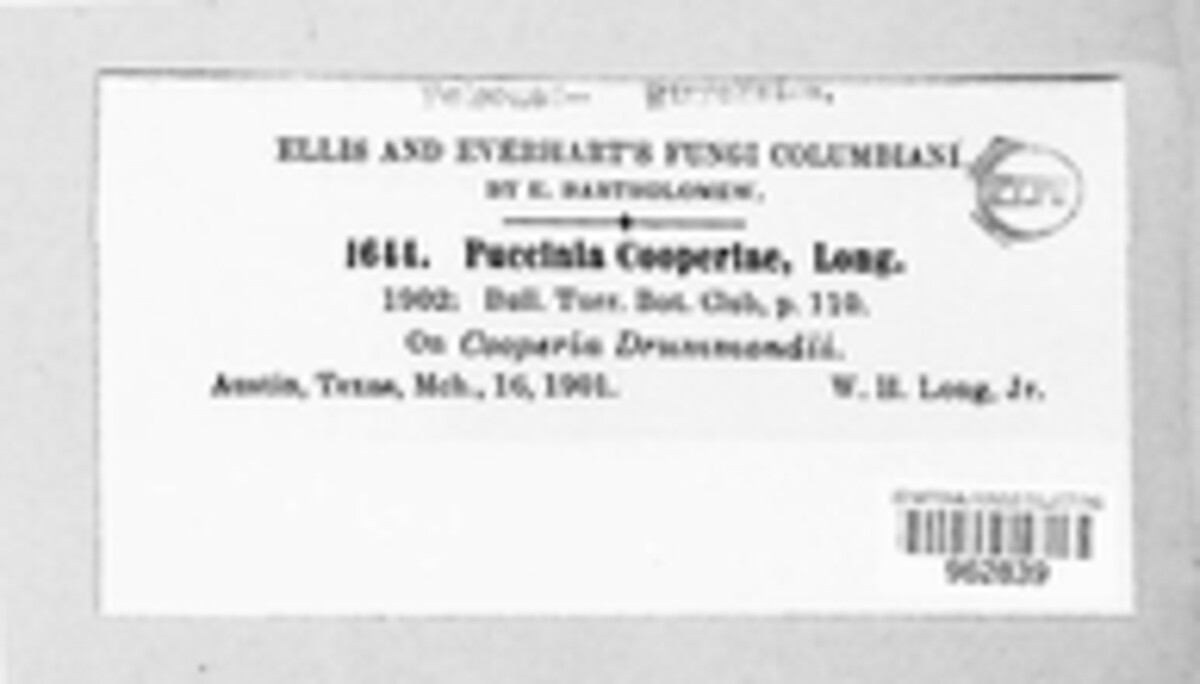 ELLIS AND EVERHART'S FUNGI COLUMBIANI
BY E. BARTHOLOMEW.
Puccinia Cooperiae, Long.
1902: Bull. Torr. Bot. Club, p. 110.
On Cooperia Drummondii.
Austin, Texas, Mch., 16, 1901. W. H. Long, Jr.
962839